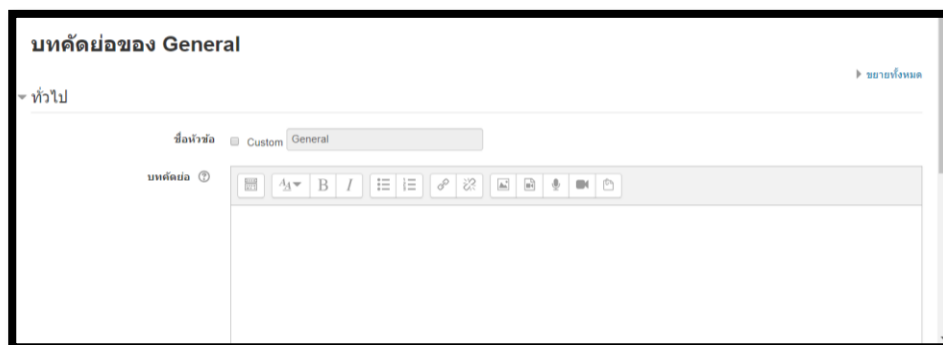 บทคัดย่อของ General
ขยายทั้งหมด
ทั่วไป
ชื่อหัวข้อ Custom General
บทคัดย่อ
B I